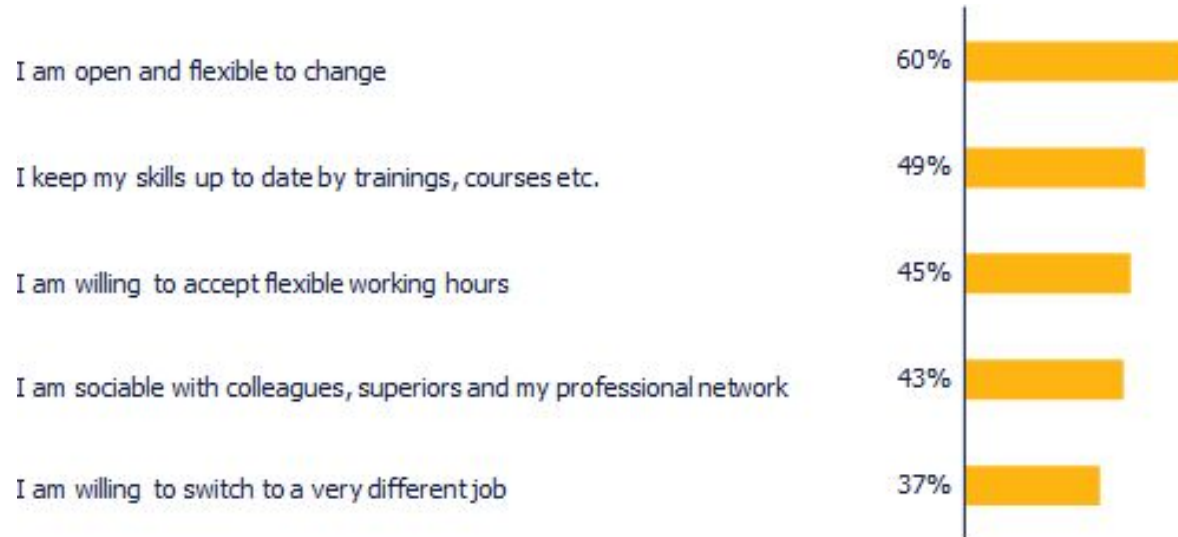 I am open and flexible to change 60%
I keep my skills up to date by trainings, courses etc. 49%
I am willing to accept flexible working hours 45%
I am sociable with colleagues, superiors and my professional network 43%
I am willing to switch to a very different job 37%